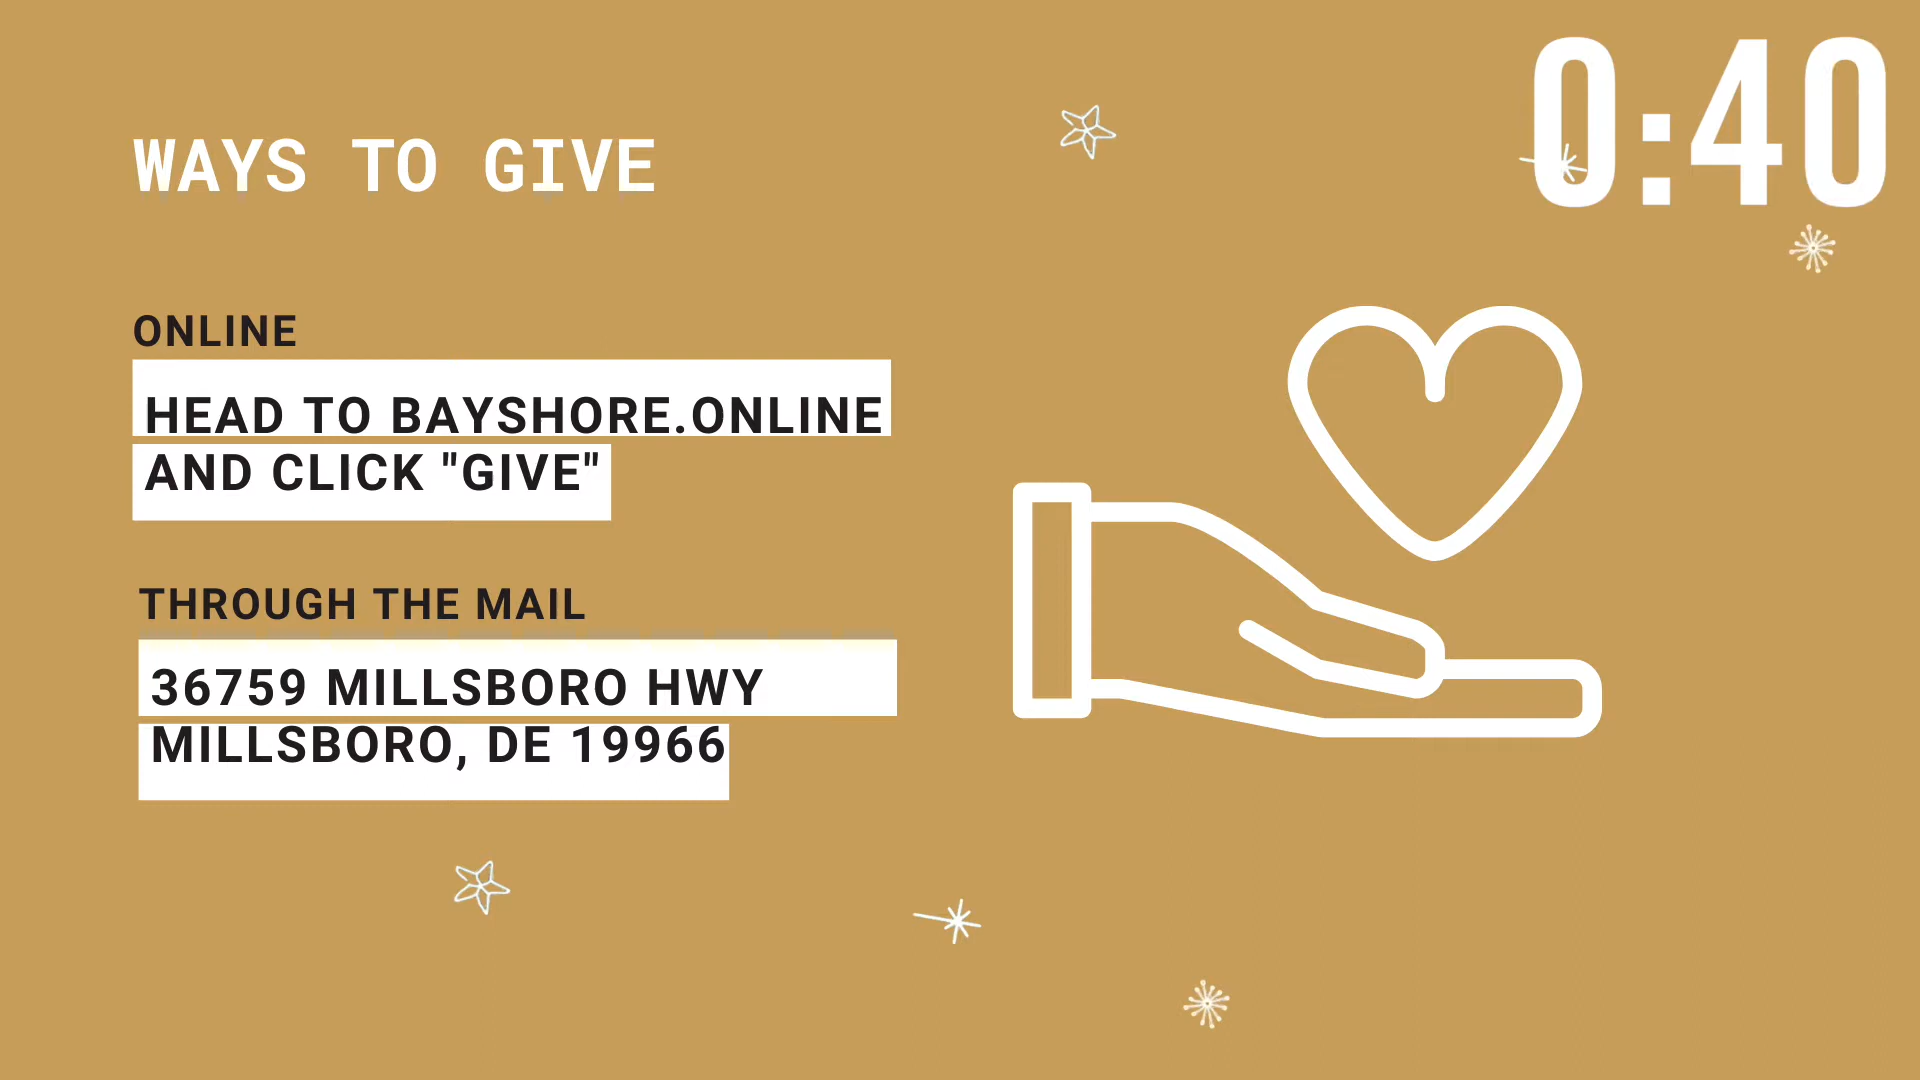 0:40
WAYS TO GIVE
ONLINE
HEAD TO BAYSHORE.ONLINE
AND CLICK "GIVE"
THROUGH THE MAIL
36759 MILLSBORO HWY
MILLSBORO, DE 19966